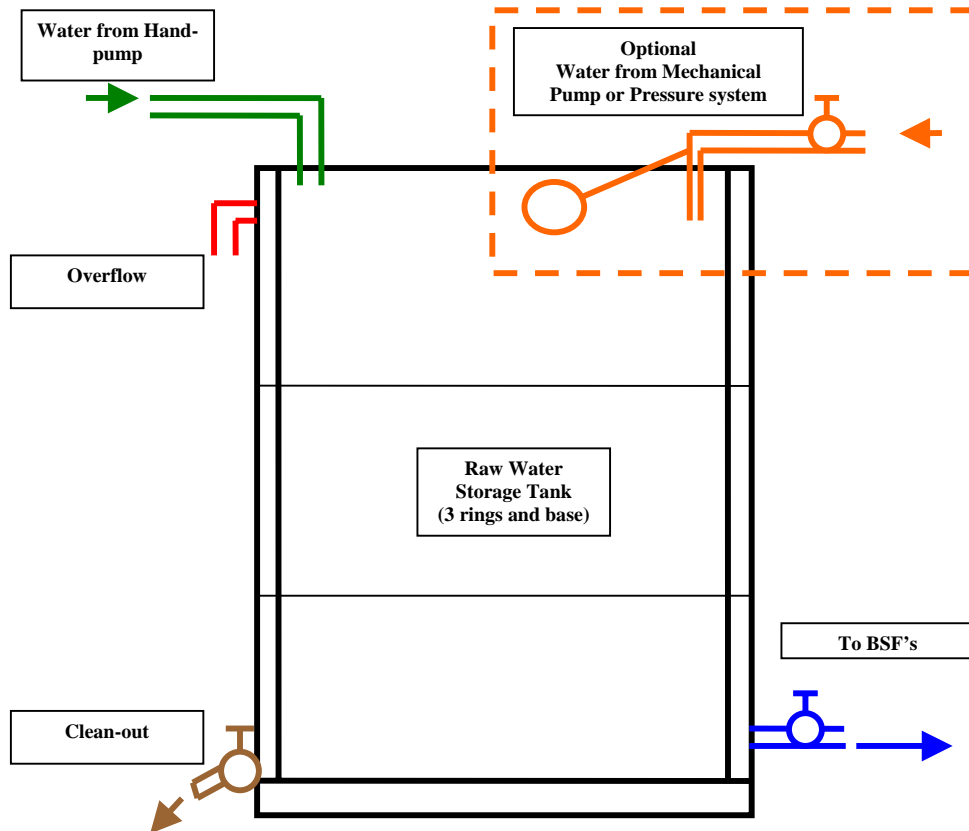 Water from Hand-
pump
Optional
Water from Mechanical
Pump or Pressure system
Overflow
Raw Water
Storage Tank
(3 rings and base)
To BSF’s
Clean-out